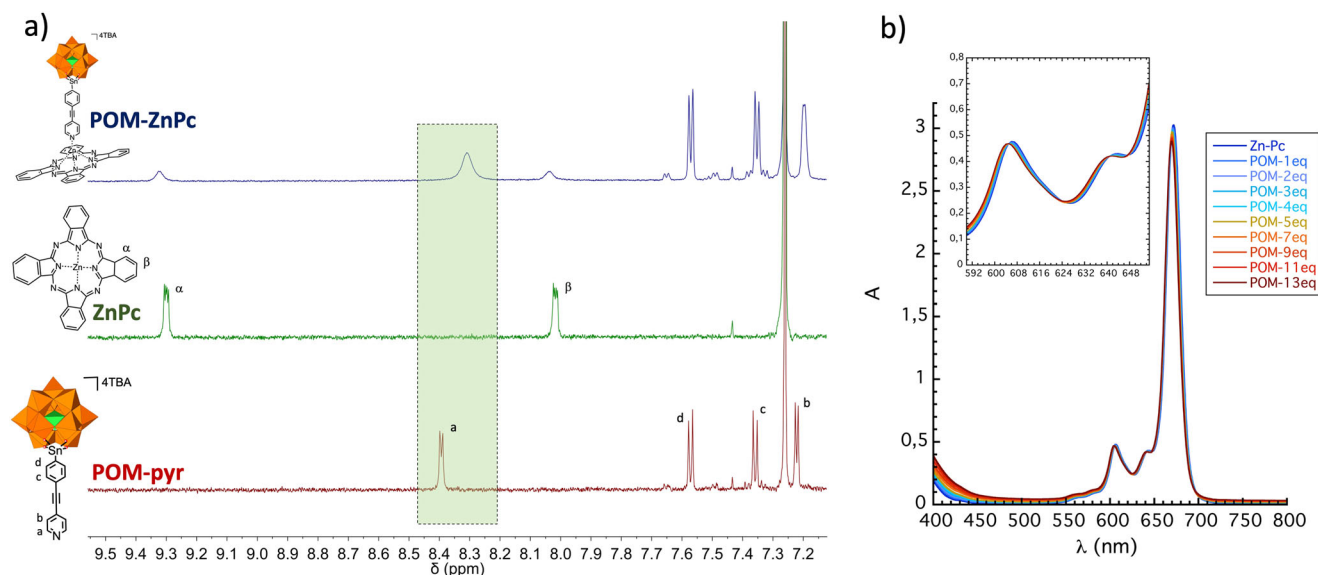 a)
4TBA
Sn
N
Zn
N
N
N
N
N
POM-ZnPc
N
N
N
N
Zn
N
N
N
N
α
β
ZnPc
α
β
4TBA
Sn
d
c
b
a
N
POM-pyr
a
d
c
b
9.5 9.4 9.3 9.2 9.1 9.0 8.9 8.8 8.7 8.6 8.5 8.4 8.3 8.2 8.1 8.0 7.9 7.8 7.7 7.6 7.5 7.4 7.3 7.2
δ (ppm)
b)
0,8
0,7
0,6
0,5
0,4
0,3
0,2
0,1
0
592 600 608 616 624 632 640 648
3
2,5
2
1,5
1
0,5
0
A
400 450 500 550 600 650 700 750 800
λ (nm)
Zn-Pc
POM-1eq
POM-2eq
POM-3eq
POM-4eq
POM-5eq
POM-7eq
POM-9eq
POM-11eq
POM-13eq